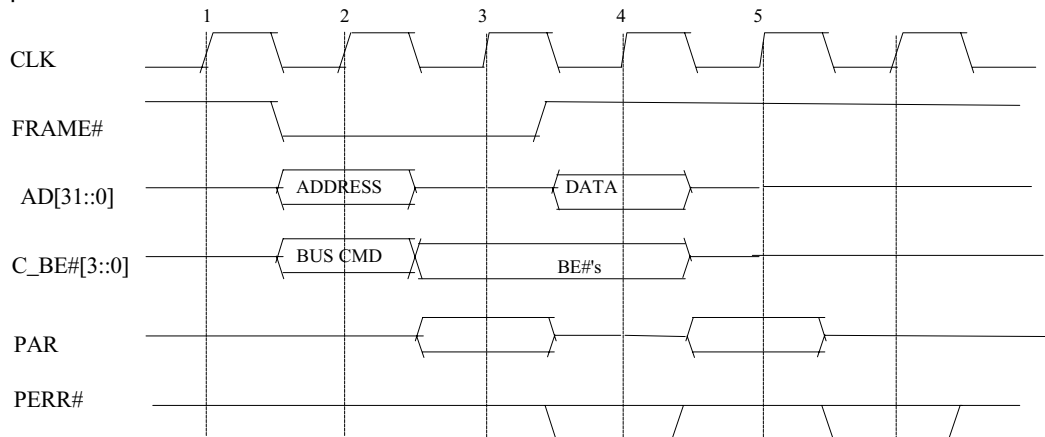 1 2 3 4 5
CLK
FRAME#
AD[31::0] ADDRESS DATA
C_BE#[3::0] BUS CMD BE#'s
PAR
PERR#